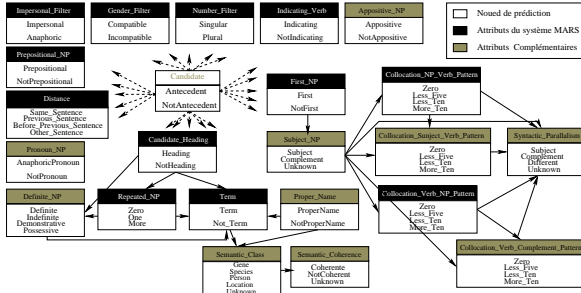 Impersonal_Filter
Impersonal
Anaphoric
Gender_Filter
Compatible
Incompatible
Number_Filter
Singular
Plural
Indicating_Verb
Indicating
NotIndicating
Appositive_NP
Appositive
NotAppositive
Noued de prédiction
Attributs du système MARS
Attributs Complémentaires
Prepositional_NP
Prepositional
NotPrepositional
Candidate
Antecedent
NotAntecedent
First_NP
First
NotFirst
Collocation_NP_Verb_Pattern
Zero
Less_Five
Less_Ten
More_Ten
Distance
Same_Sentence
Previous_Sentence
Before_Previous_Sentence
Other_Sentence
Candidate_Heading
Heading
NotHeading
Subject_NP
Subject
Complement
Unknown
Collocation_Sunject_Verb_Pattern
Zero
Less_Five
Less_Ten
More_Ten
Syntactic_Parallalism
Subject
Complement
Different
Unknown
Pronoun_NP
AnaphoricPronoun
NotPronoun
Definite_NP
Definite
Indefinite
Demonstrative
Possessive
Repeated_NP
Zero
One
More
Term
Term
Not_Term
Proper_Name
ProperName
NotProperName
Collocation_Verb_NP_Pattern
Zero
Less_Five
Less_Ten
More_Ten
Semantic_Class
Gene
Species
Person
Location
Unknown
Semantic_Coherence
Coherente
NotCoherent
Unknown
Collocation_Verb_Complement_Pattern
Zero
Less_Five
Less_Ten
More_Ten